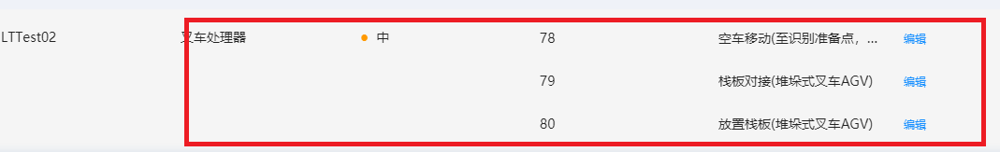 LTTest02 叉车处理器 中 78 空车移动(至识别准备点，... 编辑
79 栈板对接(堆垛式叉车AGV) 编辑
80 放置栈板(堆垛式叉车AGV) 编辑